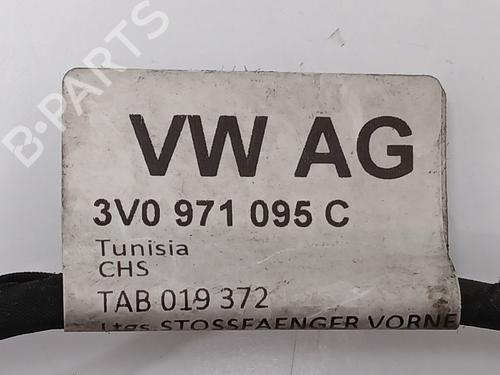 B-PARTS
VW AG
3V0 971 095 C
Tunisia
CHS
TAB 019 372
Ltgs STOSSFAENGER VORNE